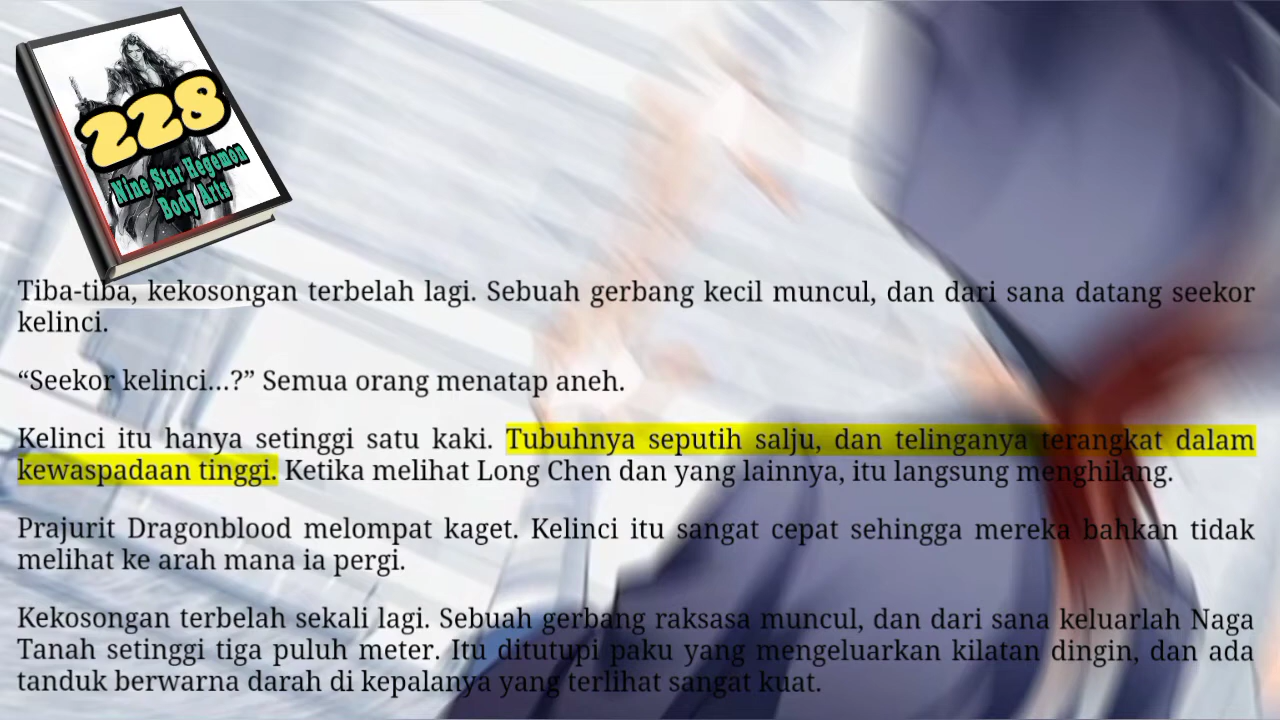 228
Nine Star Hegemon
Body Arts
Tiba-tiba, kekosongan terbelah lagi. Sebuah gerbang kecil muncul, dan dari sana datang seekor
kelinci.
“Seekor kelinci...?” Semua orang menatap aneh.
Kelinci itu hanya setinggi satu kaki. Tubuhnya seputih salju, dan telinganya terangkat dalam
kewaspadaan tinggi. Ketika melihat Long Chen dan yang lainnya, itu langsung menghilang.
Prajurit Dragonblood melompat kaget. Kelinci itu sangat cepat sehingga mereka bahkan tidak
melihat ke arah mana ia pergi.
Kekosongan terbelah sekali lagi. Sebuah gerbang raksasa muncul, dan dari sana keluarlah Naga
Tanah setinggi tiga puluh meter. Itu ditutupi paku yang mengeluarkan kilatan dingin, dan ada
tanduk berwarna darah di kepalanya yang terlihat sangat kuat.